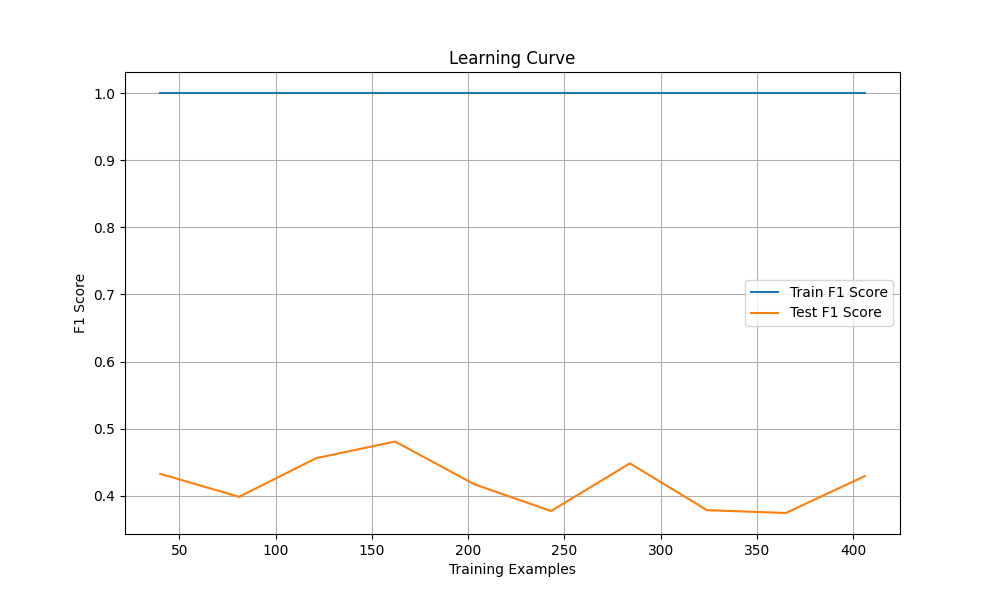 Learning Curve
1.0
0.9
0.8
0.7
0.6
0.5
0.4
F1 Score
Train F1 Score
Test F1 Score
50 100 150 200 250 300 350 400
Training Examples